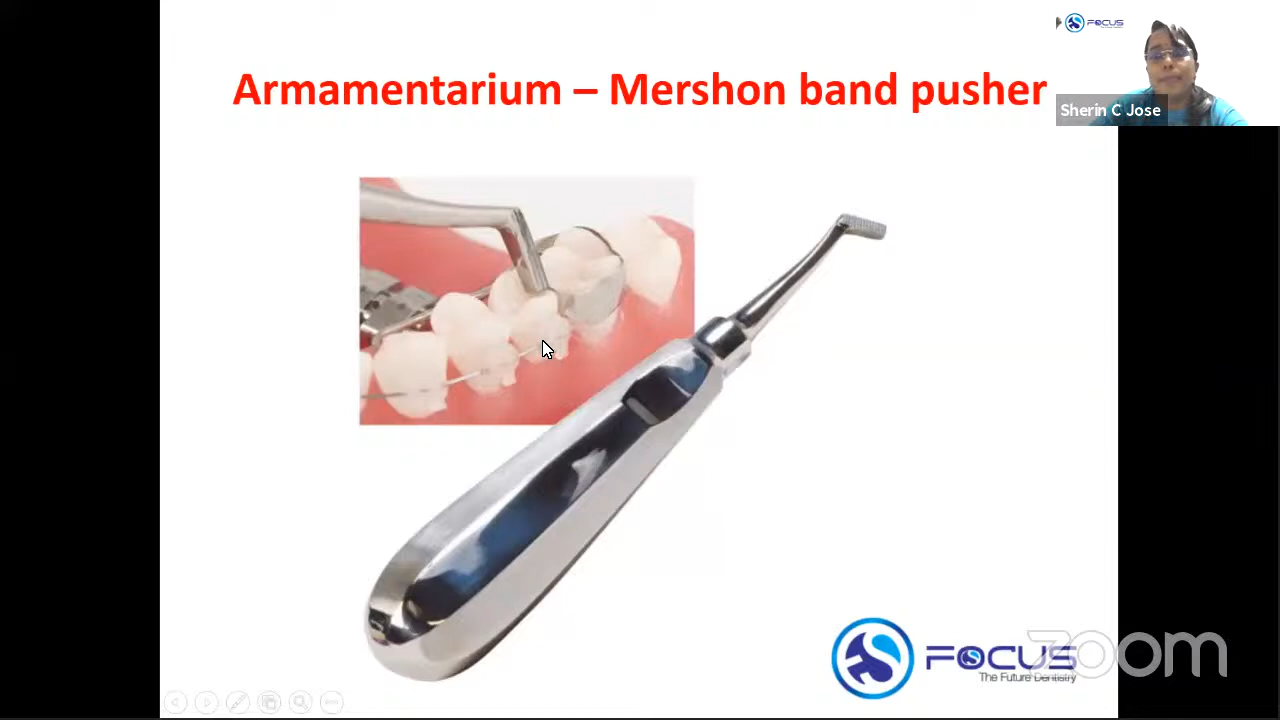 FOCUS
Armamentarium – Mershon band pusher
Sherin C Jose
FOCUS
The Future Dentistry
zoom